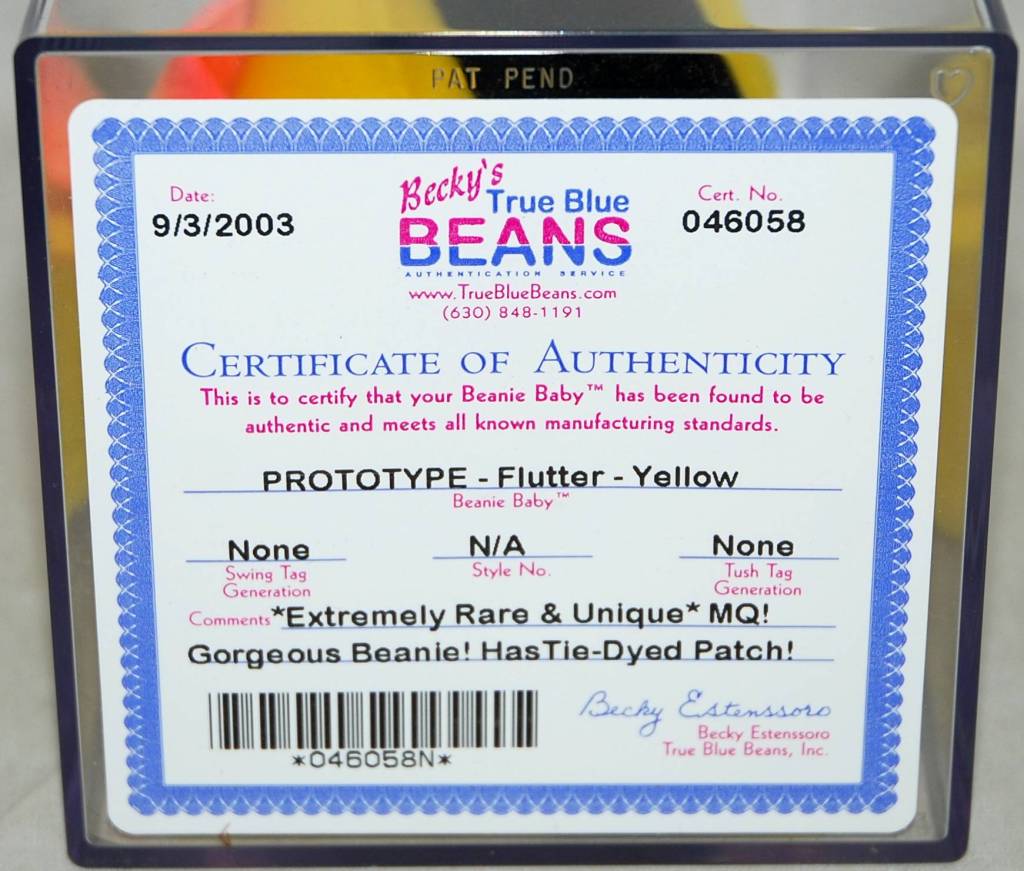 PAT PEND
Date:
9/3/2003
Becky's
True Blue
BEANS
AUTHENTICATION SERVICE
www.TrueBlueBeans.com
(630) 848-1191
Cert. No.
046058
CERTIFICATE OF AUTHENTICITY
This is to certify that your Beanie Baby™ has been found to be
authentic and meets all known manufacturing standards.
PROTOTYPE - Flutter - Yellow
Beanie Baby™
None
N/A
None
Swing Tag
Generation
Style No.
Tush Tag
Generation
Comments *Extremely Rare & Unique* MQ!
Gorgeous Beanie! HasTie-Dyed Patch!
*046058N*
Becky Estenssoro
Becky Estenssoro
True Blue Beans, Inc.